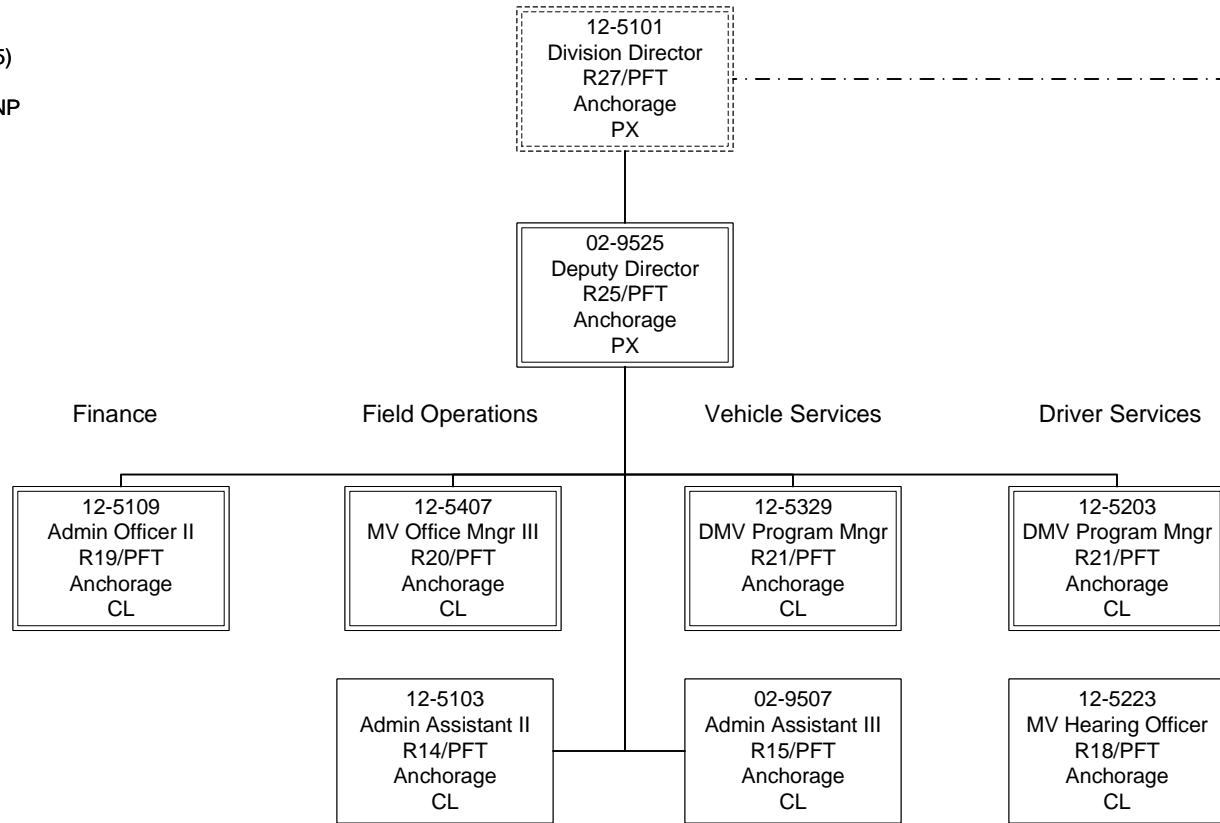 5)
NP
12-5101
Division Director
R27/PFT
Anchorage
PX
02-9525
Deputy Director
R25/PFT
Anchorage
PX
Finance
Field Operations
Vehicle Services
Driver Services
12-5109
Admin Officer II
R19/PFT
Anchorage
CL
12-5407
MV Office Mngr III
R20/PFT
Anchorage
CL
12-5329
DMV Program Mngr
R21/PFT
Anchorage
CL
12-5203
DMV Program Mngr
R21/PFT
Anchorage
CL
12-5103
Admin Assistant II
R14/PFT
Anchorage
CL
02-9507
Admin Assistant III
R15/PFT
Anchorage
CL
12-5223
MV Hearing Officer
R18/PFT
Anchorage
CL